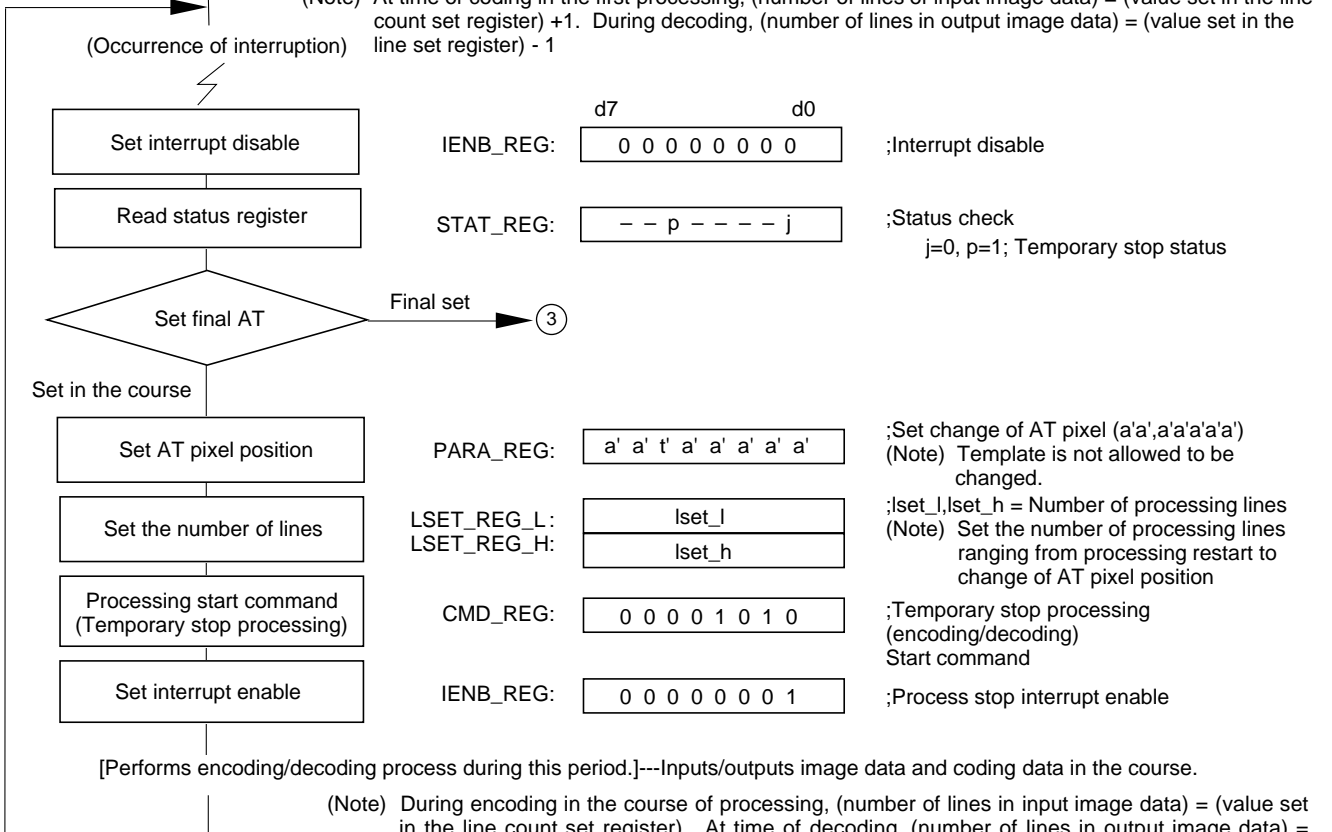 (Note) At time of coding in the first processing, (number of lines of input image data) = (value set in the line
count set register) +1. During decoding, (number of lines in output image data) = (value set in the
line set register) - 1
(Occurrence of interruption)
d7 d0
Set interrupt disable IENB_REG: 0 0 0 0 0 0 0 0 ;Interrupt disable
Read status register STAT_REG: – – p – – – – j ;Status check
j=0, p=1; Temporary stop status
Set final AT Final set 3
Set in the course
Set AT pixel position PARA_REG: a' a' t' a' a' a' a' a' ;Set change of AT pixel (a'a',a'a'a'a'a')
(Note) Template is not allowed to be
changed.
Set the number of lines LSET_REG_L: lset_l ;lset_l,lset_h = Number of processing lines
LSET_REG_H: lset_h (Note) Set the number of processing lines
ranging from processing restart to
change of AT pixel position
Processing start command
(Temporary stop processing) CMD_REG: 0 0 0 0 1 0 1 0 ;Temporary stop processing
(encoding/decoding)
Start command
Set interrupt enable IENB_REG: 0 0 0 0 0 0 0 1 ;Process stop interrupt enable
[Performs encoding/decoding process during this period.]---Inputs/outputs image data and coding data in the course.
(Note) During encoding in the course of processing, (number of lines in input image data) = (value set
in the line count set register). At time of decoding, (number of lines in output image data) =